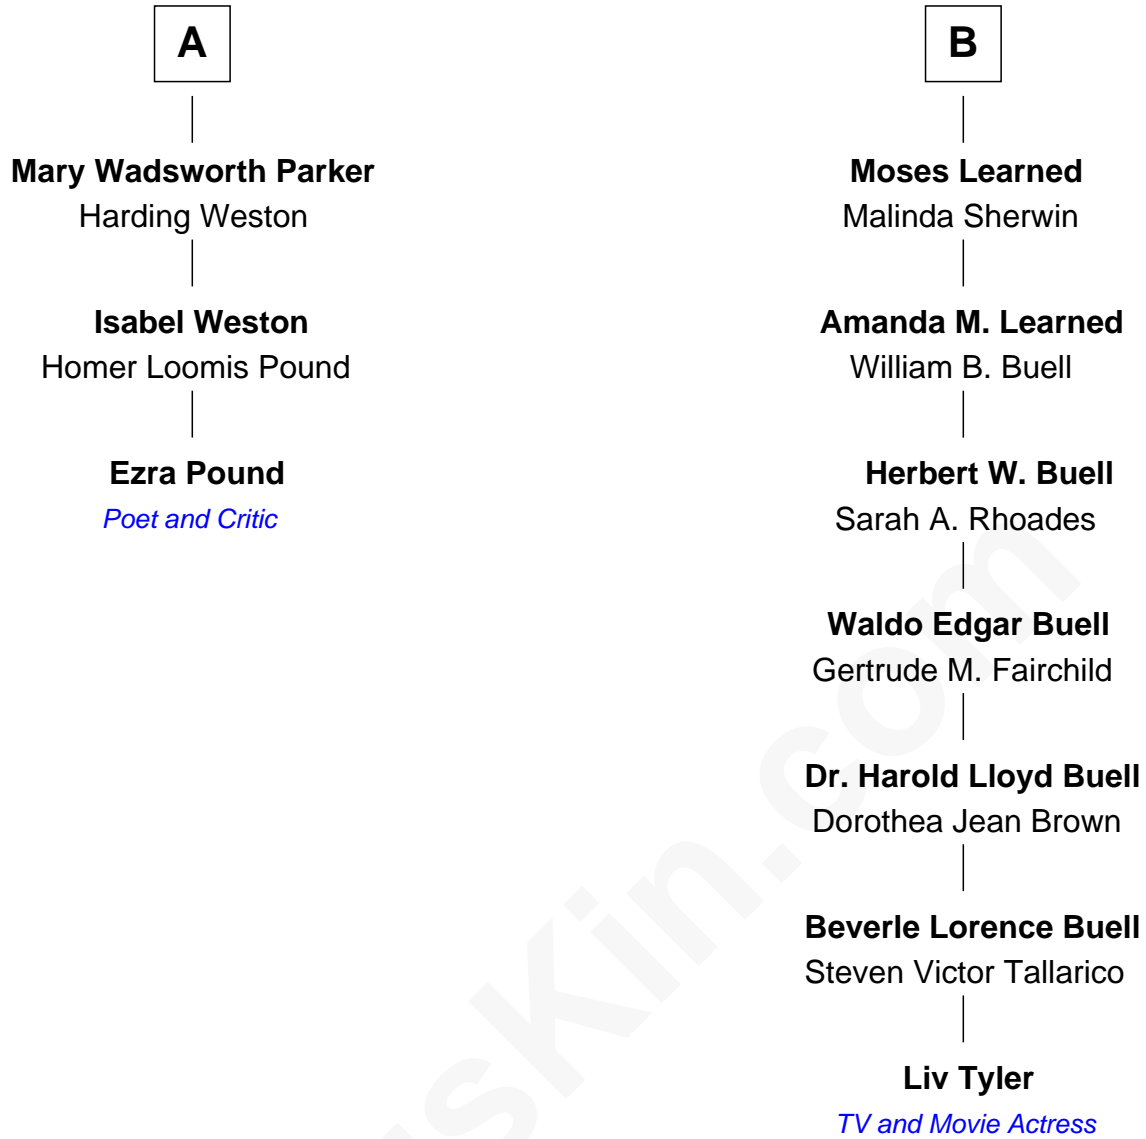 A
Mary Wadsworth Parker
Harding Weston
Isabel Weston
Homer Loomis Pound
Ezra Pound
Poet and Critic
B
Moses Learned
Malinda Sherwin
Amanda M. Learned
William B. Buell
Herbert W. Buell
Sarah A. Rhoades
Waldo Edgar Buell
Gertrude M. Fairchild
Dr. Harold Lloyd Buell
Dorothea Jean Brown
Beverle Lorence Buell
Steven Victor Tallarico
Liv Tyler
TV and Movie Actress
sKin.com